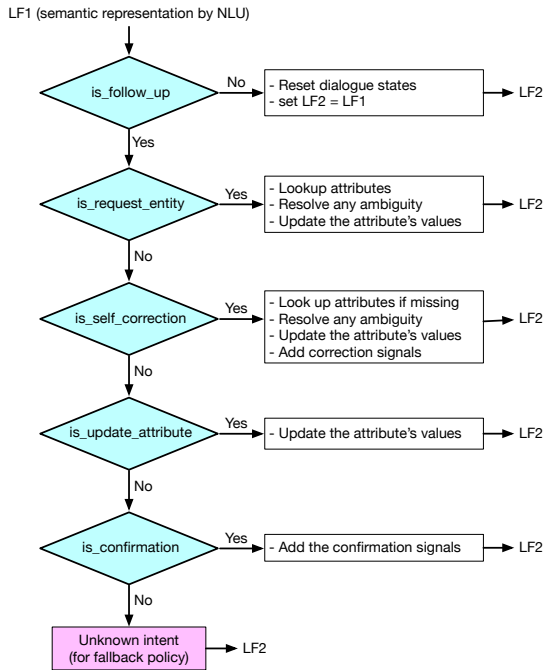 LF1 (semantic representation by NLU)
is_follow_up
No
- Reset dialogue states
- set LF2 = LF1
LF2
Yes
is_request_entity
Yes
- Lookup attributes
- Resolve any ambiguity
- Update the attribute's values
LF2
No
is_self_correction
Yes
- Look up attributes if missing
- Resolve any ambiguity
- Update the attribute's values
- Add correction signals
LF2
No
is_update_attribute
Yes
- Update the attribute's values
LF2
No
is_confirmation
Yes
- Add the confirmation signals
LF2
No
Unknown intent
(for fallback policy)
LF2